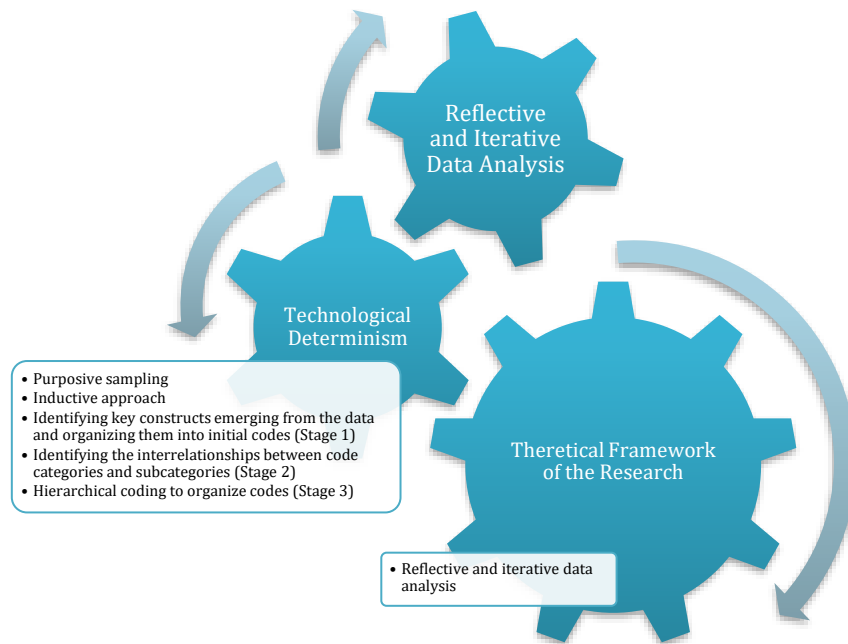 Reflective
and Iterative
Data Analysis
Technological
Determinism
• Purposive sampling
• Inductive approach
• Identifying key constructs emerging from the data
and organizing them into initial codes (Stage 1)
• Identifying the interrelationships between code
categories and subcategories (Stage 2)
• Hierarchical coding to organize codes (Stage 3)
Theretical Framework
of the Research
• Reflective and iterative data
analysis